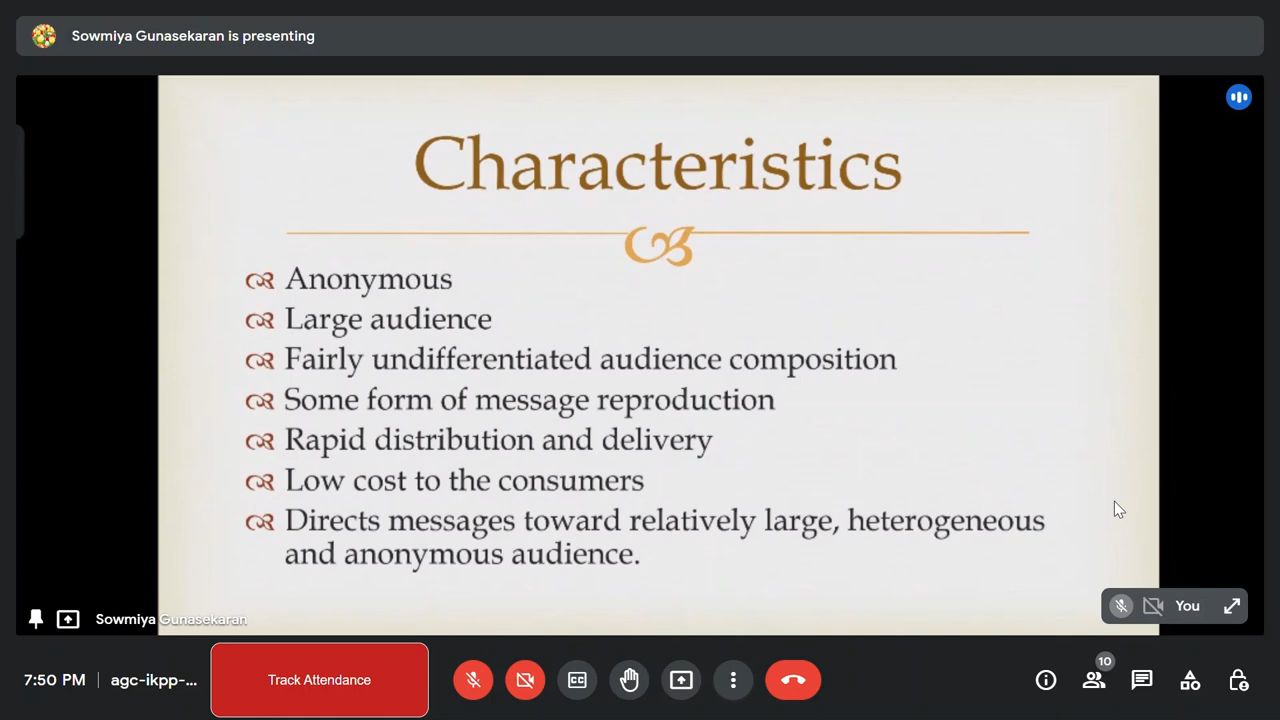 Sowmiya Gunasekaran is presenting
Characteristics
Anonymous
Large audience
Fairly undifferentiated audience composition
Some form of message reproduction
Rapid distribution and delivery
Low cost to the consumers
Directs messages toward relatively large, heterogeneous
and anonymous audience.
Sowmiya Gunasekaran
You
7:50 PM | agc-ikpp-...
Track Attendance
CC
10